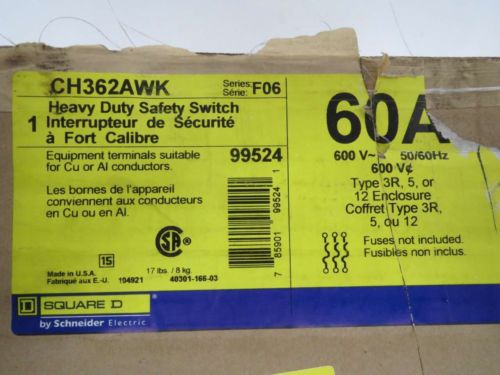 CH362AWK
Series:
Série:
F06
Heavy Duty Safety Switch
1 Interrupteur de Sécurité
à Fort Calibre
Equipment terminals suitable
for Cu or Al conductors.
99524
Les bornes de l'appareil
conviennent aux conducteurs
en Cu ou en Al.
7 85901 99524 1
15
SA
Made in U.S.A.
Fabriqué aux E.-U. 104921
17 lbs. / 8 kg.
40301-166-03
60A
600 V~ 50/60Hz
600 V¢
Type 3R, 5, or
12 Enclosure
Coffret Type 3R,
5, ou 12
Fuses not included.
Fusibles non inclus.
D SQUARE D
by Schneider Electric